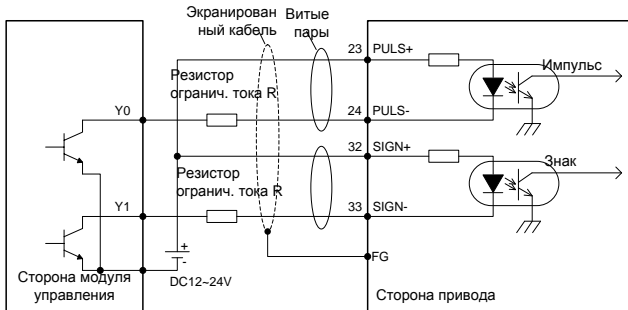 Экранирован
ный кабель
Витые
пары
23 PULS+
Импульс
Резистор
огранич. тока R
Y0
24 PULS-
32 SIGN+
Знак
Резистор
огранич. тока R
Y1
33 SIGN-
+
-
DC12~24V
FG
Сторона модуля
управления
Сторона привода